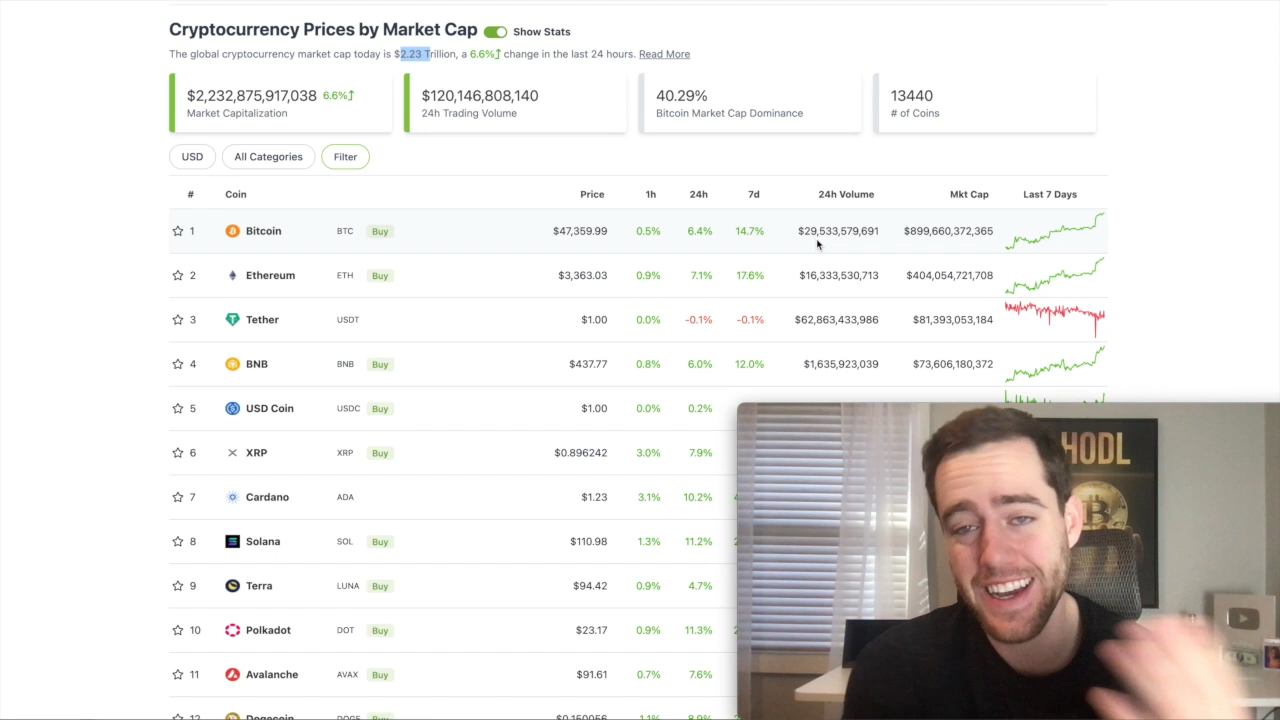 Cryptocurrency Prices by Market Cap Show Stats
The global cryptocurrency market cap today is $2.23 Trillion, a 6.6% change in the last 24 hours. Read More
$2,232,875,917,038 6.6%
Market Capitalization
$120,146,808,140
24h Trading Volume
40.29%
Bitcoin Market Cap Dominance
13440
# of Coins
USD All Categories Filter
# Coin Price 1h 24h 7d 24h Volume Mkt Cap Last 7 Days
1 Bitcoin BTC Buy $47,359.99 0.5% 6.4% 14.7% $29,533,579,691 $899,660,372,365
2 Ethereum ETH Buy $3,363.03 0.9% 7.1% 17.6% $16,333,530,713 $404,054,721,708
3 Tether USDT $1.00 0.0% -0.1% -0.1% $62,863,433,986 $81,393,053,184
4 BNB BNB Buy $437.77 0.8% 6.0% 12.0% $1,635,923,039 $73,606,180,372
5 USD Coin USDC Buy $1.00 0.0% 0.2%
6 XRP XRP Buy $0.896242 3.0% 7.9%
7 Cardano ADA $1.23 3.1% 10.2%
8 Solana SOL Buy $110.98 1.3% 11.2%
9 Terra LUNA Buy $94.42 0.9% 4.7%
10 Polkadot DOT Buy $23.17 0.9% 11.3%
11 Avalanche AVAX Buy $91.61 0.7% 7.6%
12 Dogecoin DOGE Buy $0.150056 1.1% 8.9%
HODL